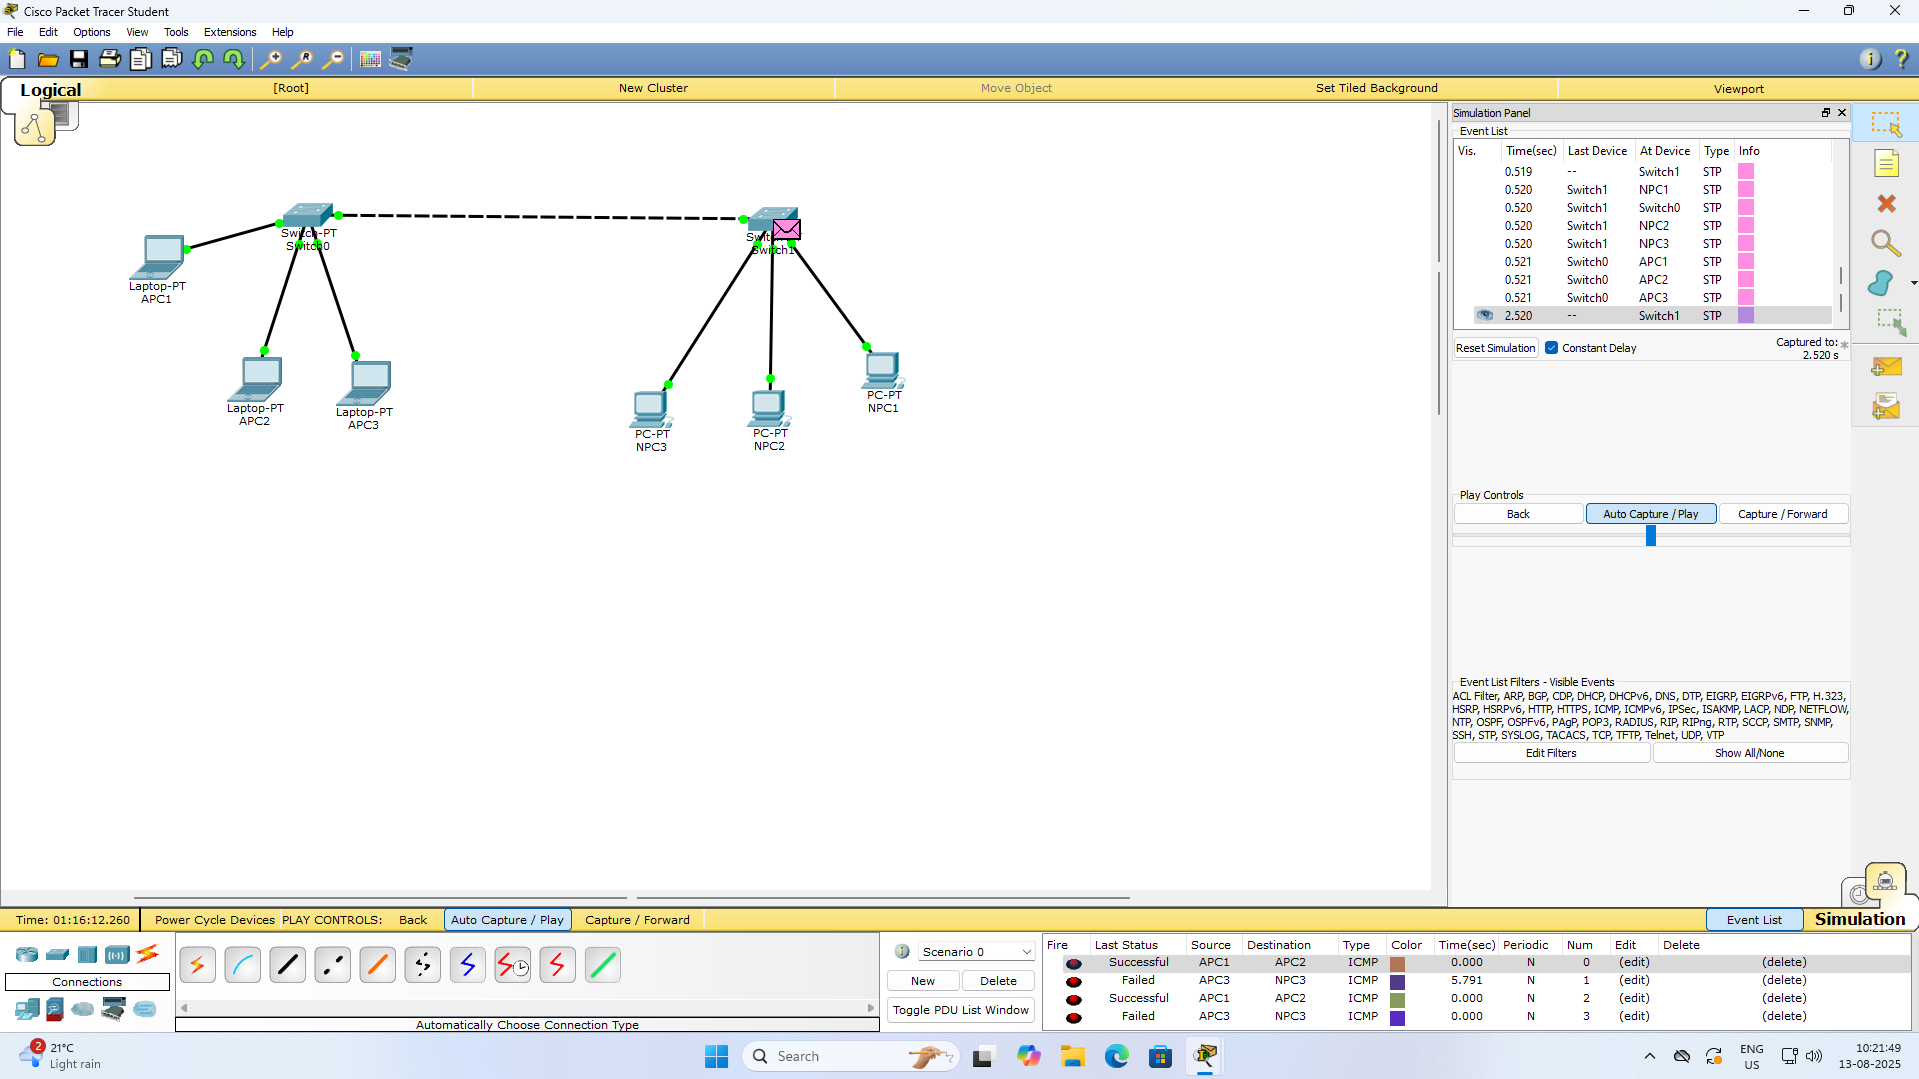 Cisco Packet Tracer Student
File Edit Options View Tools Extensions Help
Logical [Root] New Cluster Move Object Set Tiled Background Viewport
Switch-PT
Switch0
Switch1
Laptop-PT
APC1
Laptop-PT
APC2
Laptop-PT
APC3
PC-PT
NPC3
PC-PT
NPC2
PC-PT
NPC1
Simulation Panel
Event List
Vis. Time(sec) Last Device At Device Type Info
0.519 -- Switch1 STP
0.520 Switch1 NPC1 STP
0.520 Switch1 Switch0 STP
0.520 Switch1 NPC2 STP
0.520 Switch1 NPC3 STP
0.521 Switch0 APC1 STP
0.521 Switch0 APC2 STP
0.521 Switch0 APC3 STP
2.520 -- Switch1 STP
Reset Simulation Constant Delay Captured to: *
2.520 s
Play Controls
Back Auto Capture / Play Capture / Forward
Event List Filters - Visible Events
ACL Filter, ARP, BGP, CDP, DHCP, DHCPv6, DNS, DTP, EIGRP, EIGRPv6, FTP, H.323,
HSRP, HSRPv6, HTTP, HTTPS, ICMP, ICMPv6, IPSec, ISAKMP, LACP, NDP, NETFLOW,
NTP, OSPF, OSPFv6, PAgP, POP3, RADIUS, RIP, RIPng, RTP, SCCP, SMTP, SNMP,
SSH, STP, SYSLOG, TACACS, TCP, TFTP, Telnet, UDP, VTP
Edit Filters Show All/None
Time: 01:16:12.260 Power Cycle Devices PLAY CONTROLS: Back Auto Capture / Play Capture / Forward Event List Simulation
Connections
Automatically Choose Connection Type
Scenario 0
New Delete
Toggle PDU List Window
Fire Last Status Source Destination Type Color Time(sec) Periodic Num Edit Delete
Successful APC1 APC2 ICMP 0.000 N 0 (edit) (delete)
Failed APC3 NPC3 ICMP 5.791 N 1 (edit) (delete)
Successful APC1 APC2 ICMP 0.000 N 2 (edit) (delete)
Failed APC3 NPC3 ICMP 0.000 N 3 (edit) (delete)
2
21°C
Light rain
Search
ENG
US
10:21:49
13-08-2025